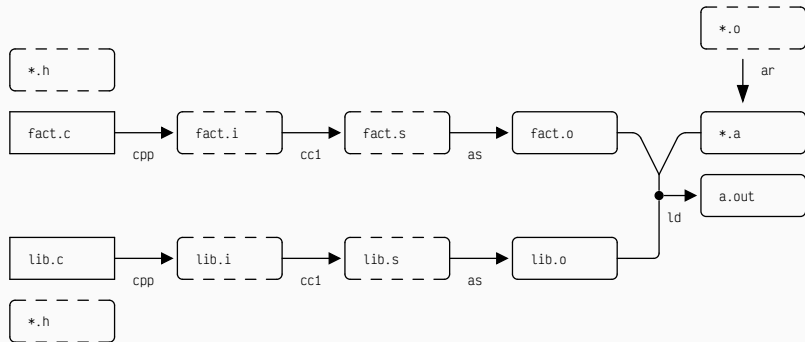 *.o
*.h
ar
fact.c
fact.i
fact.s
fact.o
*.a
cpp
cc1
as
a.out
ld
lib.c
lib.i
lib.s
lib.o
cpp
cc1
as
*.h